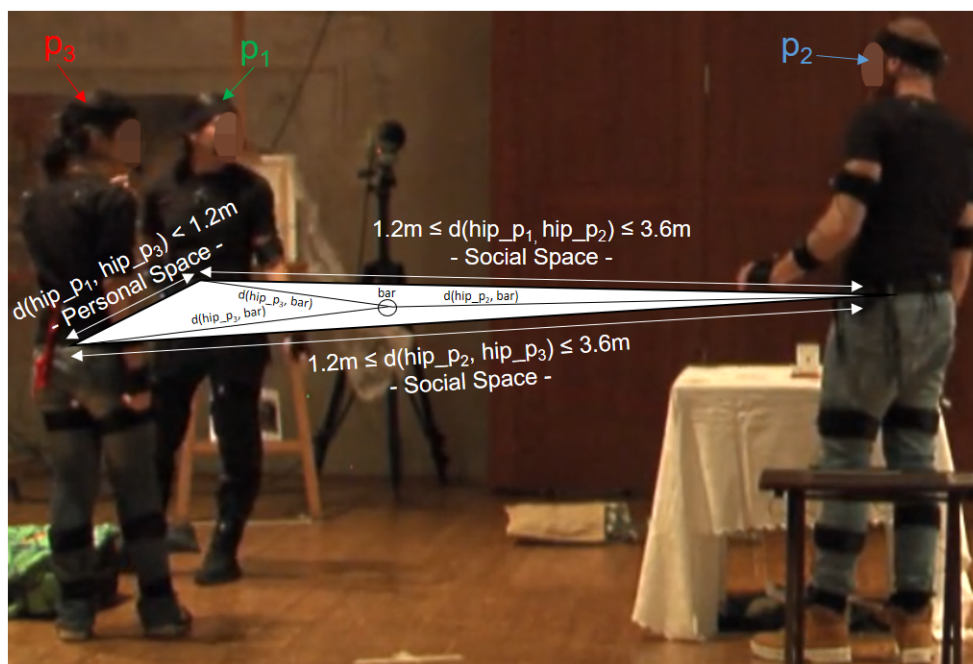 p3
p1
p2
d(hip_p1, hip_p3) < 1.2m
- Personal Space -
1.2m ≤ d(hip_p1, hip_p2) ≤ 3.6m
- Social Space -
bar
d(hip_p3, bar)
d(hip_p2, bar)
d(hip_p3, bar)
1.2m ≤ d(hip_p2, hip_p3) ≤ 3.6m
- Social Space -